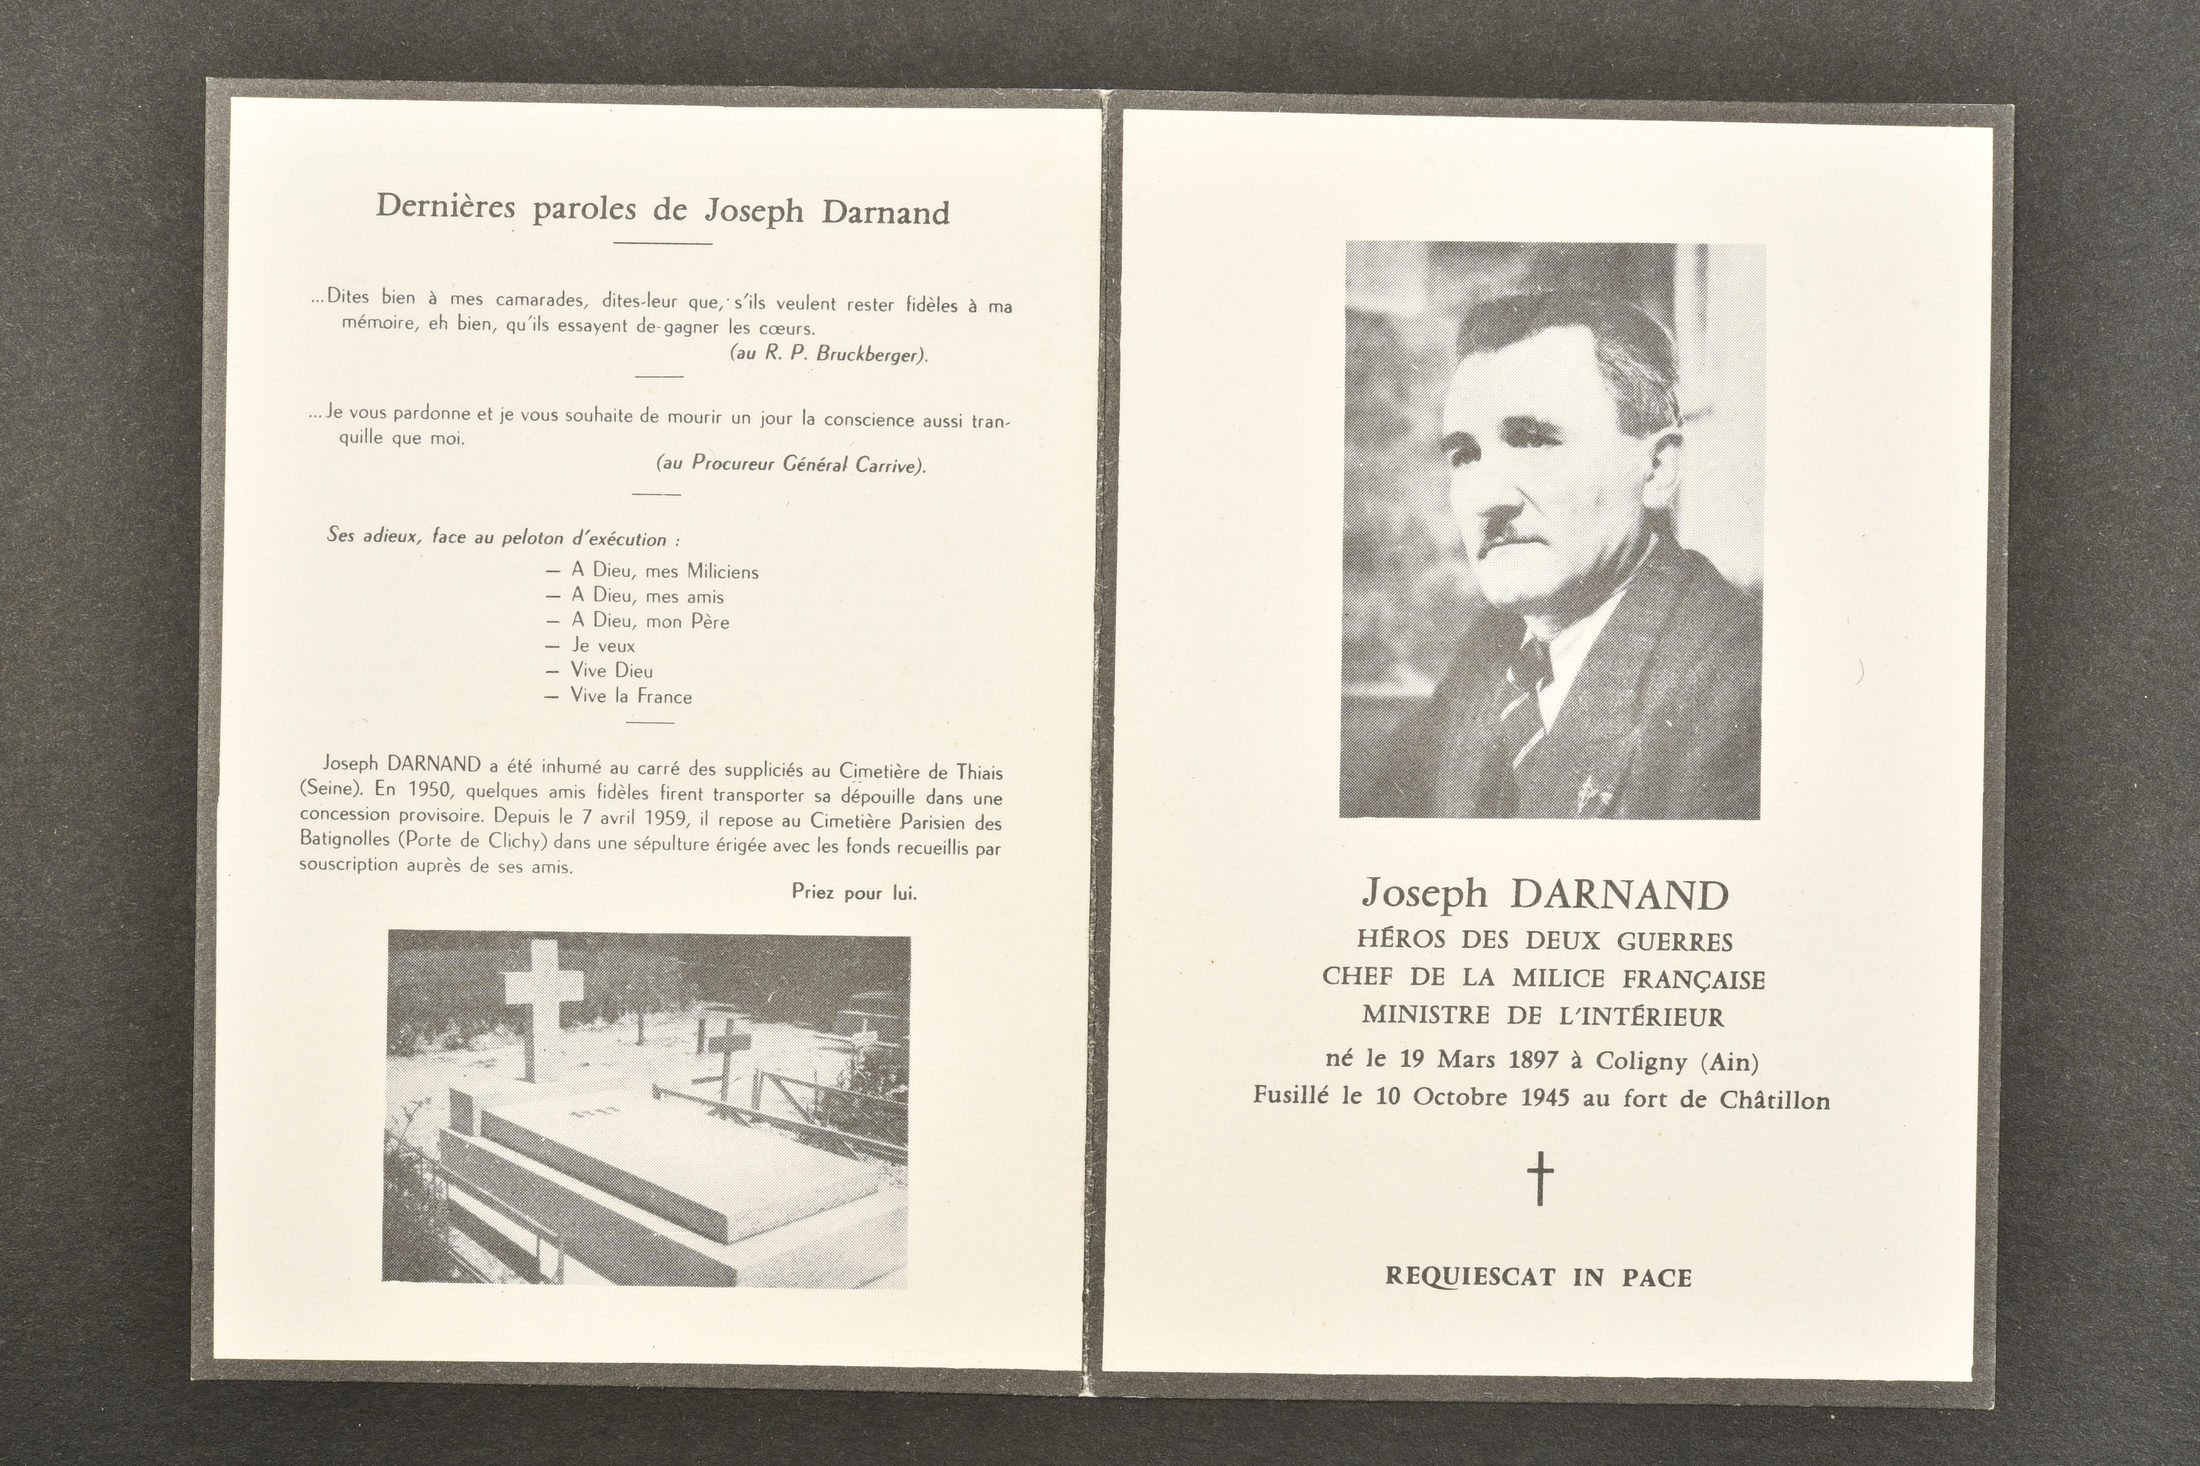 Dernières paroles de Joseph Darnand
...Dites bien à mes camarades, dites-leur que, s'ils veulent rester fidèles à ma
mémoire, eh bien, qu'ils essayent de gagner les cœurs.
(au R. P. Bruckberger).
...Je vous pardonne et je vous souhaite de mourir un jour la conscience aussi tran-
quille que moi.
(au Procureur Général Carrive).
Ses adieux, face au peloton d'exécution :
— A Dieu, mes Miliciens
— A Dieu, mes amis
— A Dieu, mon Père
— Je veux
— Vive Dieu
— Vive la France
Joseph DARNAND a été inhumé au carré des suppliciés au Cimetière de Thiais
(Seine). En 1950, quelques amis fidèles firent transporter sa dépouille dans une
concession provisoire. Depuis le 7 avril 1959, il repose au Cimetière Parisien des
Batignolles (Porte de Clichy) dans une sépulture érigée avec les fonds recueillis par
souscription auprès de ses amis.
Priez pour lui.
Joseph DARNAND
HÉROS DES DEUX GUERRES
CHEF DE LA MILICE FRANÇAISE
MINISTRE DE L'INTÉRIEUR
né le 19 Mars 1897 à Coligny (Ain)
Fusillé le 10 Octobre 1945 au fort de Châtillon
REQUIESCAT IN PACE